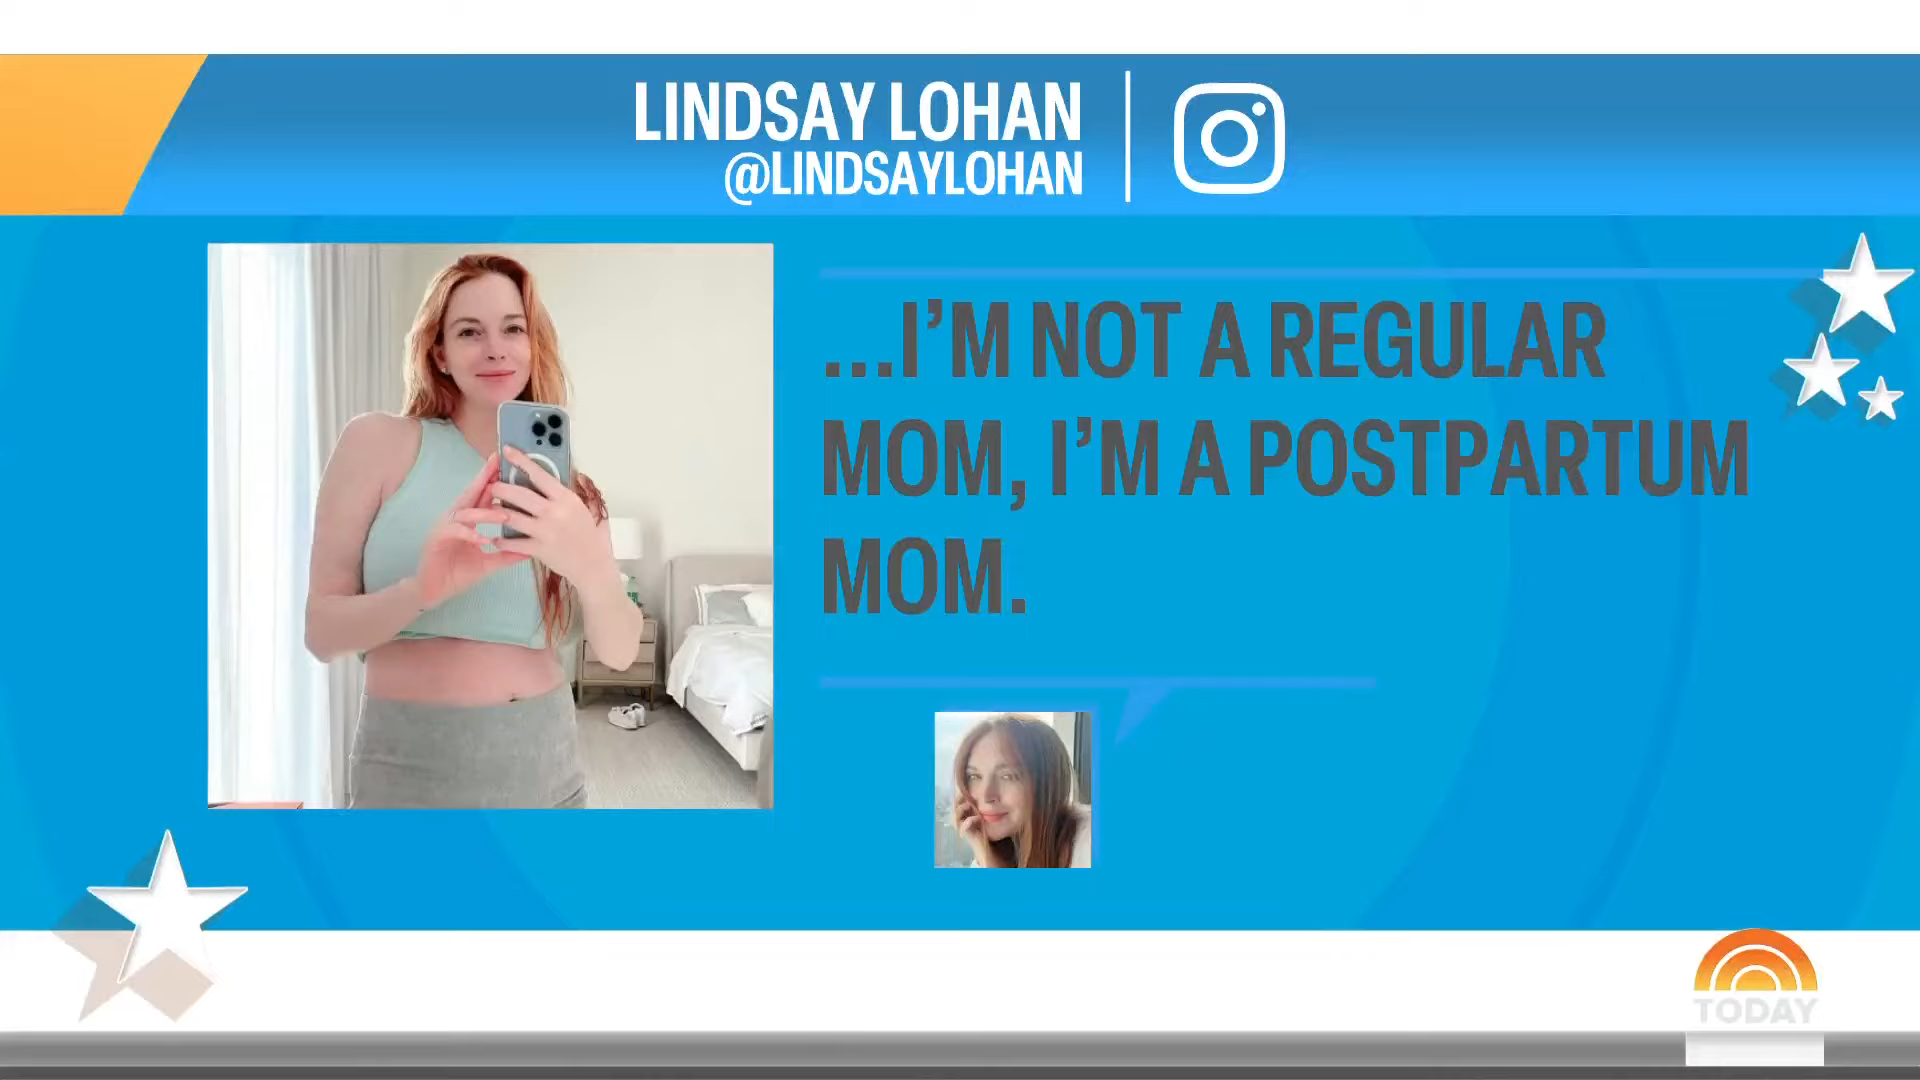 LINDSAY LOHAN
@LINDSAYLOHAN
...I’M NOT A REGULAR
MOM, I’M A POSTPARTUM
MOM.
TODAY